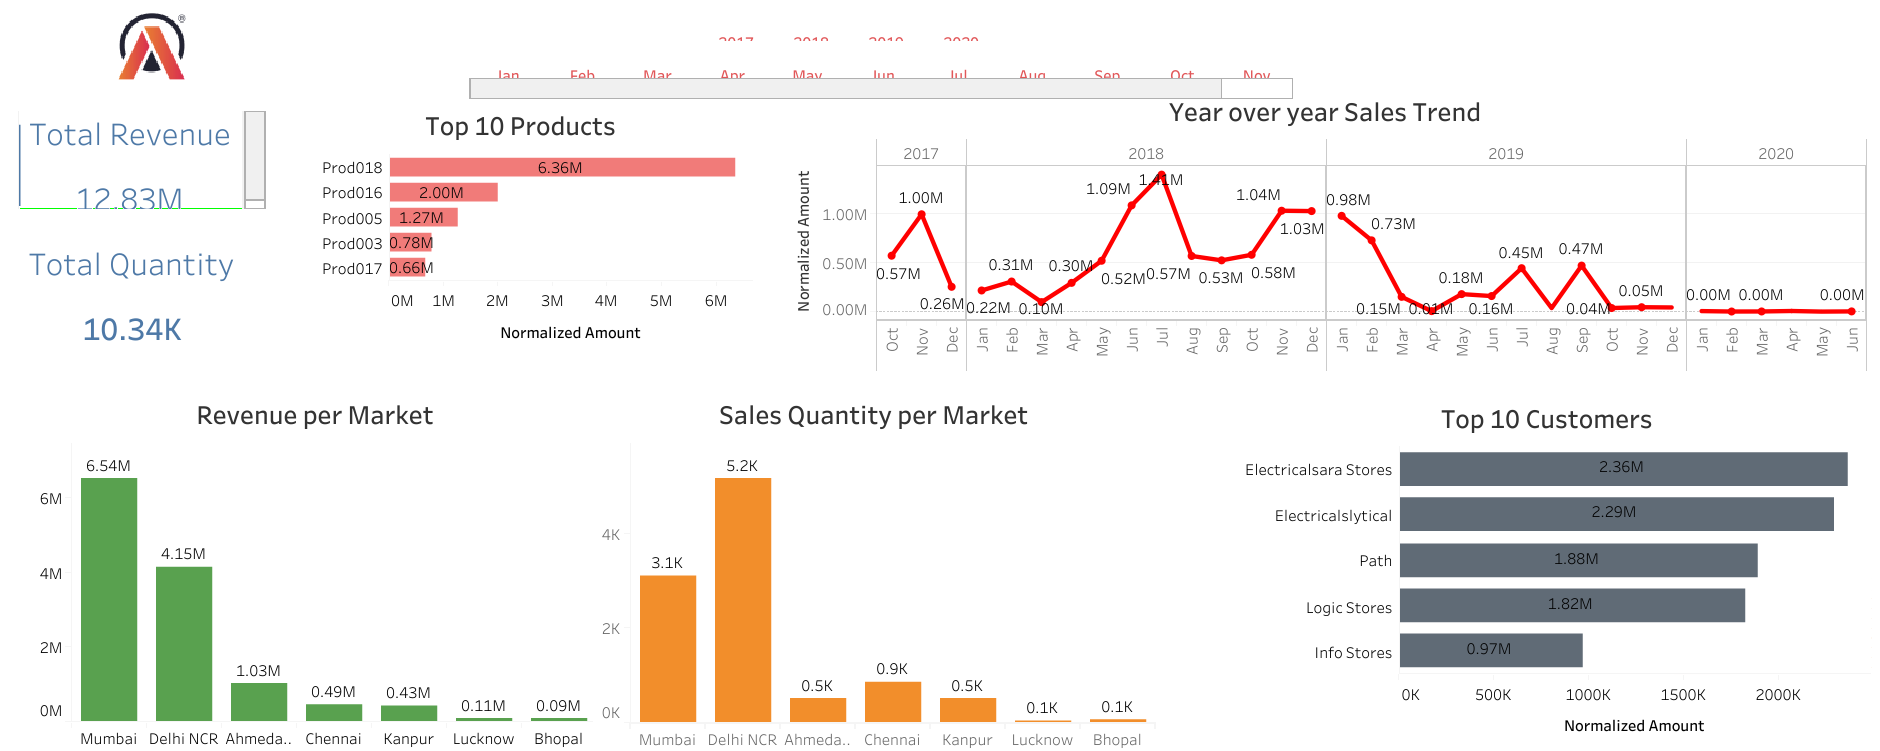 ®
2017 2018 2019 2020
Jan Feb Mar Apr May Jun Jul Aug Sep Oct Nov
Total Revenue
12.83M
Total Quantity
10.34K
Top 10 Products
Prod018 6.36M
Prod016 2.00M
Prod005 1.27M
Prod003 0.78M
Prod017 0.66M
0M 1M 2M 3M 4M 5M 6M
Normalized Amount
Year over year Sales Trend
2017 2018 2019 2020
Normalized Amount
1.00M
0.50M
0.00M
0.57M 1.00M 0.26M
0.22M 0.31M 0.10M 0.30M 0.52M 1.09M 1.41M 0.57M 0.53M 0.58M 1.04M 1.03M
0.98M 0.73M 0.15M 0.01M 0.18M 0.16M 0.45M 0.47M 0.04M 0.05M
0.00M 0.00M 0.00M
Oct Nov Dec Jan Feb Mar Apr May Jun Jul Aug Sep Oct Nov Dec Jan Feb Mar Apr May Jun Jul Aug Sep Oct Nov Dec Jan Feb Mar Apr May Jun
Revenue per Market
6M
4M
2M
0M
6.54M 4.15M 1.03M 0.49M 0.43M 0.11M 0.09M
Mumbai Delhi NCR Ahmeda.. Chennai Kanpur Lucknow Bhopal
Sales Quantity per Market
4K
2K
0K
3.1K 5.2K 0.5K 0.9K 0.5K 0.1K 0.1K
Mumbai Delhi NCR Ahmeda.. Chennai Kanpur Lucknow Bhopal
Top 10 Customers
Electricalsara Stores 2.36M
Electricalslytical 2.29M
Path 1.88M
Logic Stores 1.82M
Info Stores 0.97M
0K 500K 1000K 1500K 2000K
Normalized Amount